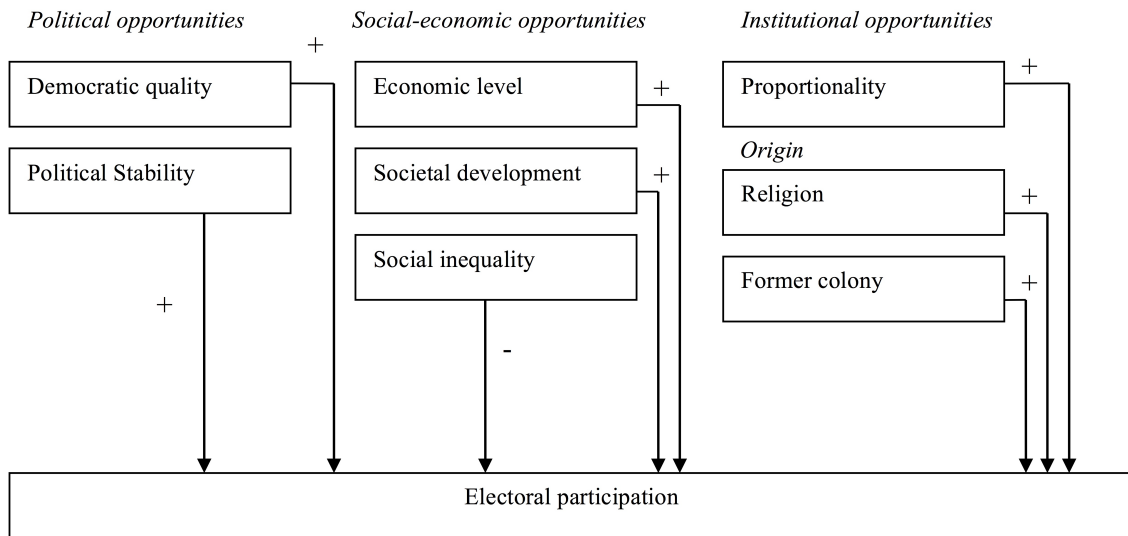 Political opportunities
+
Democratic quality
Political Stability
+
Social-economic opportunities
Economic level
+
Societal development
+
Social inequality
-
Institutional opportunities
Proportionality
+
Origin
Religion
+
Former colony
+
Electoral participation